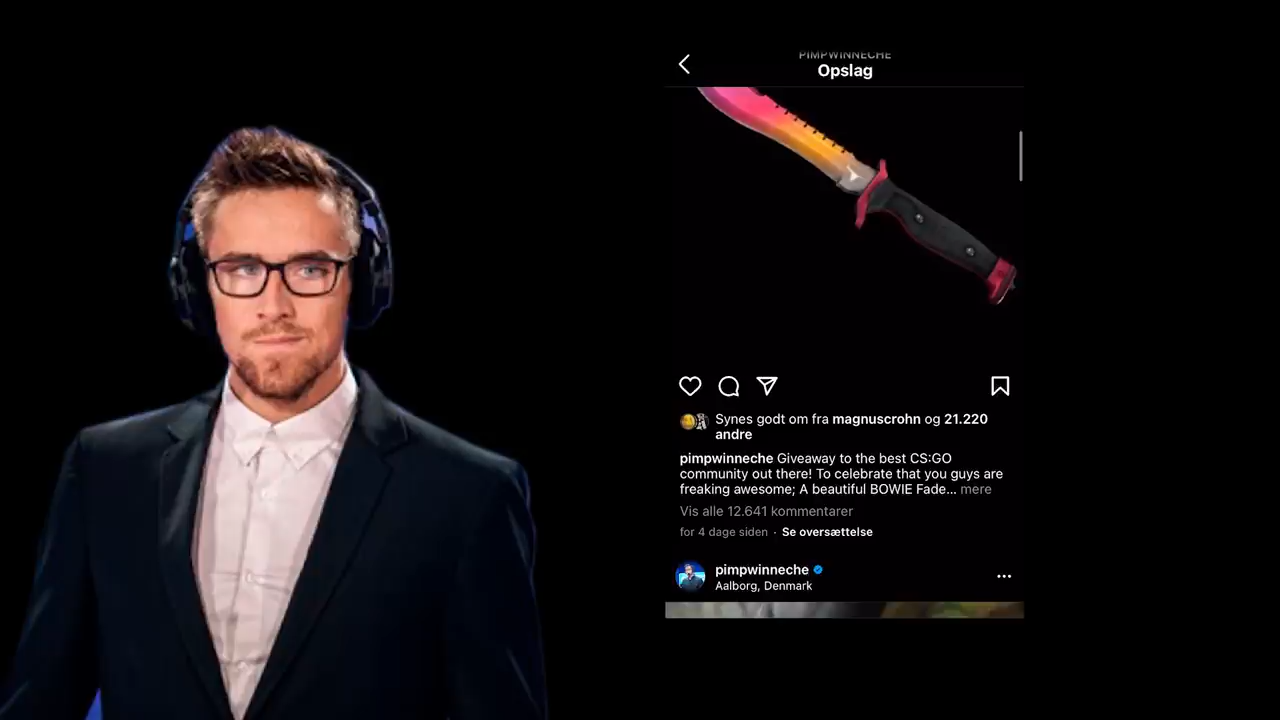 PIMPWINNECHE
Opslag
Synes godt om fra magnuscrohn og 21.220
andre
pimpwinneche Giveaway to the best CS:GO
community out there! To celebrate that you guys are
freaking awesome; A beautiful BOWIE Fade... mere
Vis alle 12.641 kommentarer
for 4 dage siden · Se oversættelse
pimpwinneche
Aalborg, Denmark